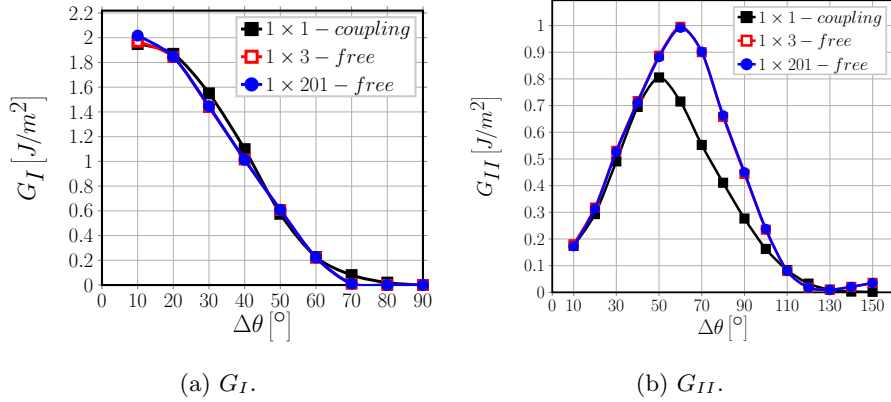 1 × 1 − coupling
1 × 3 − free
1 × 201 − free
G_I [J/m²]
2.2
2
1.8
1.6
1.4
1.2
1
0.8
0.6
0.4
0.2
0
0 10 20 30 40 50 60 70 80 90
Δθ [°]
(a) G_I.
1 × 1 − coupling
1 × 3 − free
1 × 201 − free
G_II [J/m²]
1
0.9
0.8
0.7
0.6
0.5
0.4
0.3
0.2
0.1
0
0 10 30 50 70 90 110 130 150
Δθ [°]
(b) G_II.